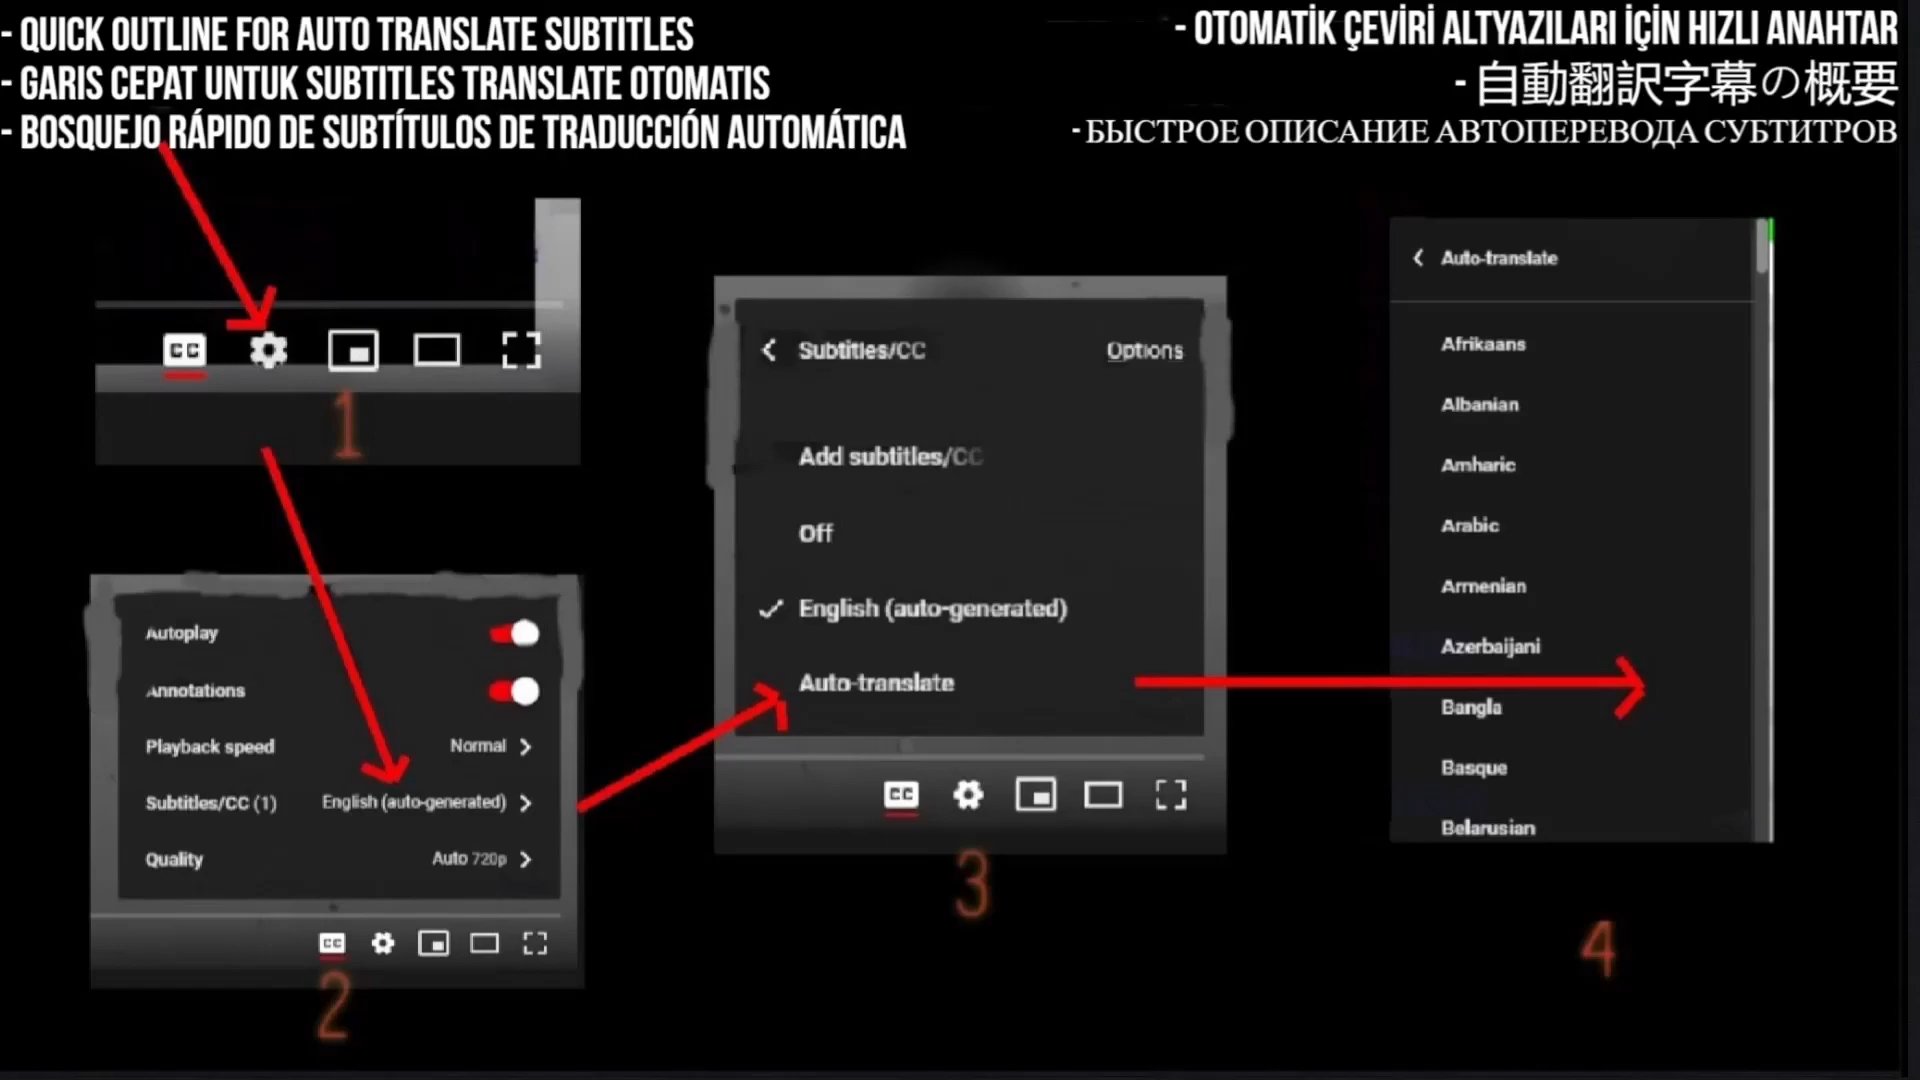 - QUICK OUTLINE FOR AUTO TRANSLATE SUBTITLES
- GARIS CEPAT UNTUK SUBTITLES TRANSLATE OTOMATIS
- BOSQUEJO RÁPIDO DE SUBTÍTULOS DE TRADUCCIÓN AUTOMÁTICA
- OTOMATİK ÇEVİRİ ALTYAZILARI İÇİN HIZLI ANAHTAR
- 自動翻訳字幕の概要
- БЫСТРОЕ ОПИСАНИЕ АВТОПЕРЕВОДА СУБТИТРОВ
CC
1
Autoplay
Annotations
Playback speed Normal
Subtitles/CC (1) English (auto-generated)
Quality Auto 720p
CC
2
Subtitles/CC Options
Add subtitles/CC
Off
English (auto-generated)
Auto-translate
CC
3
Auto-translate
Afrikaans
Albanian
Amharic
Arabic
Armenian
Azerbaijani
Bangla
Basque
Belarusian
4